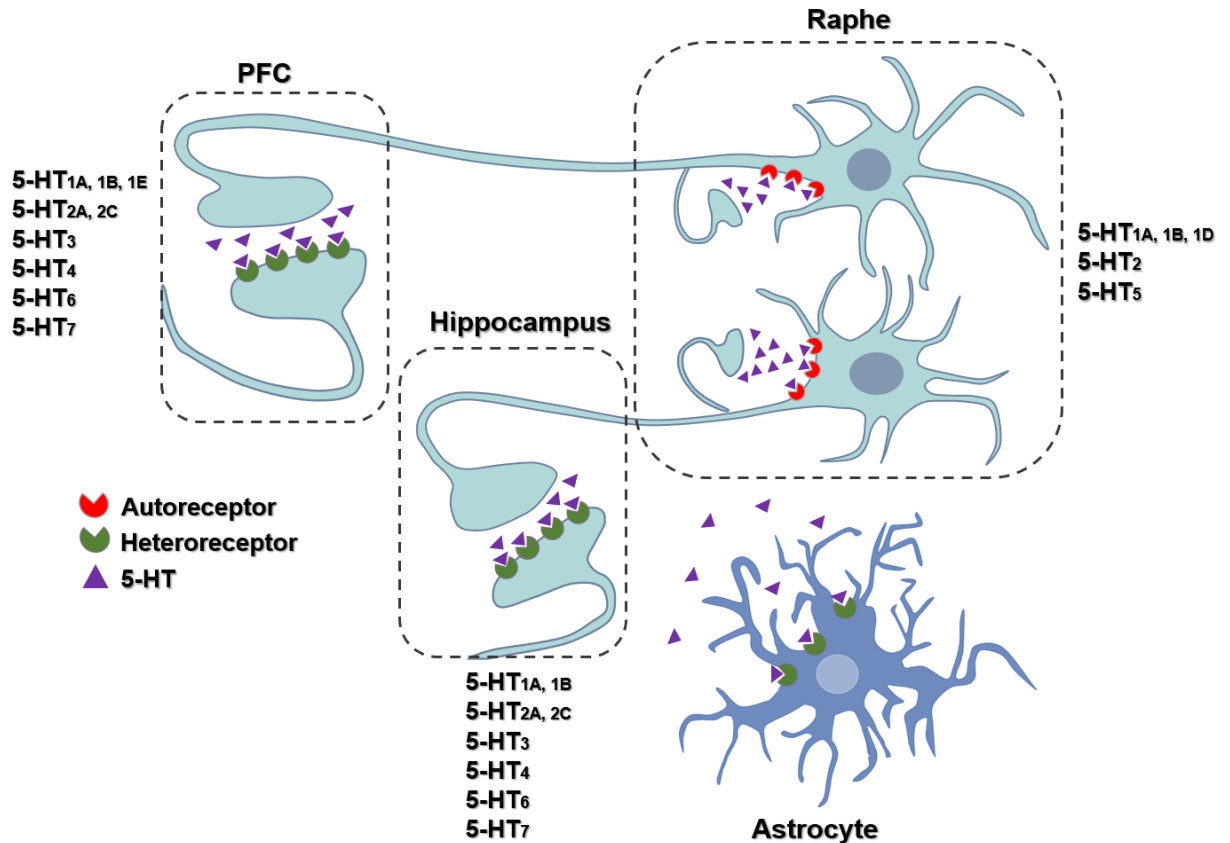 Raphe
PFC
5-HT1A, 1B, 1E
5-HT2A, 2C
5-HT3
5-HT4
5-HT6
5-HT7
5-HT1A, 1B, 1D
5-HT2
5-HT5
Hippocampus
Autoreceptor
Heteroreceptor
5-HT
5-HT1A, 1B
5-HT2A, 2C
5-HT3
5-HT4
5-HT6
5-HT7
Astrocyte